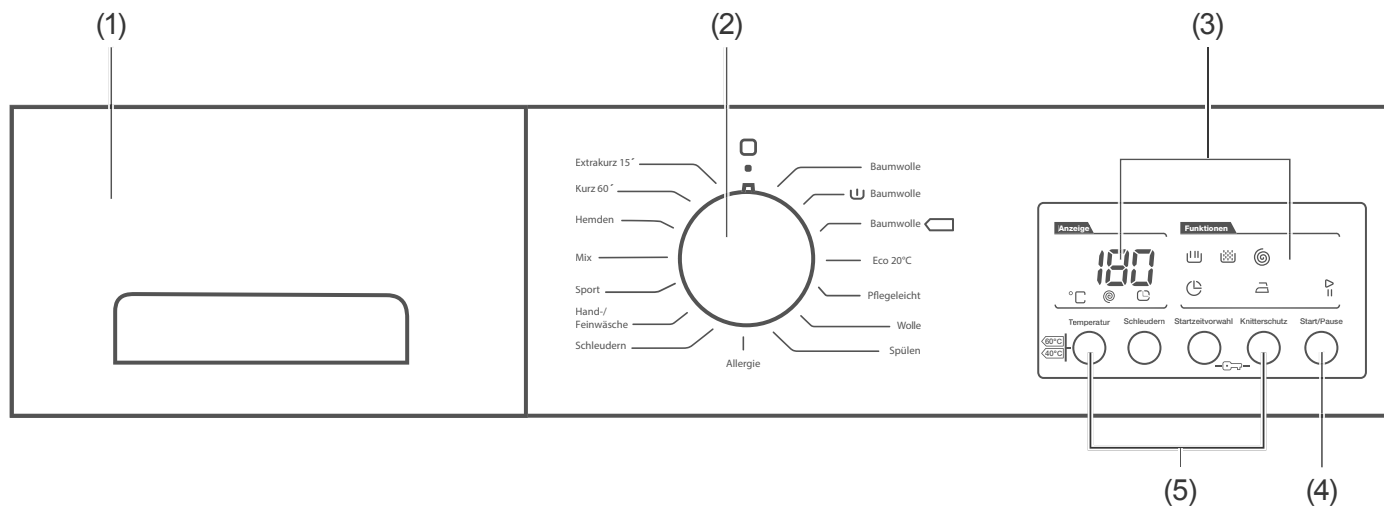 (1)
(2)
(3)
Extrakurz 15´
Kurz 60´
Hemden
Mix
Sport
Hand-/
Feinwäsche
Schleudern
Allergie
Baumwolle
Baumwolle
Baumwolle
Eco 20°C
Pflegeleicht
Wolle
Spülen
Anzeige
Funktionen
180
°C
Temperatur
Schleudern
Startzeitvorwahl
Knitterschutz
Start/Pause
60°C
40°C
(5)
(4)